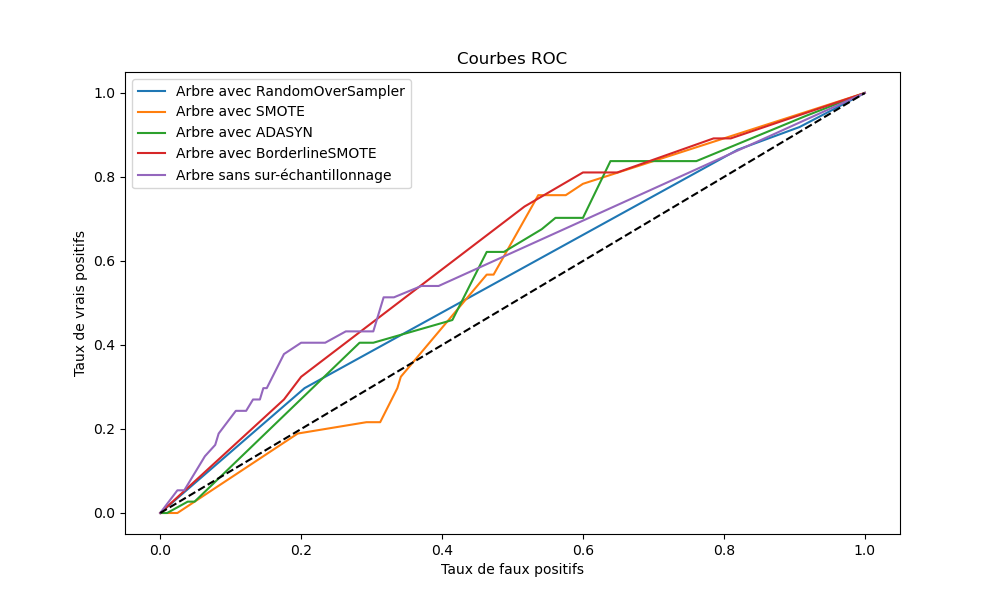 Courbes ROC
Arbre avec RandomOverSampler
Arbre avec SMOTE
Arbre avec ADASYN
Arbre avec BorderlineSMOTE
Arbre sans sur-échantillonnage
Taux de vrais positifs
1.0
0.8
0.6
0.4
0.2
0.0
0.0 0.2 0.4 0.6 0.8 1.0
Taux de faux positifs